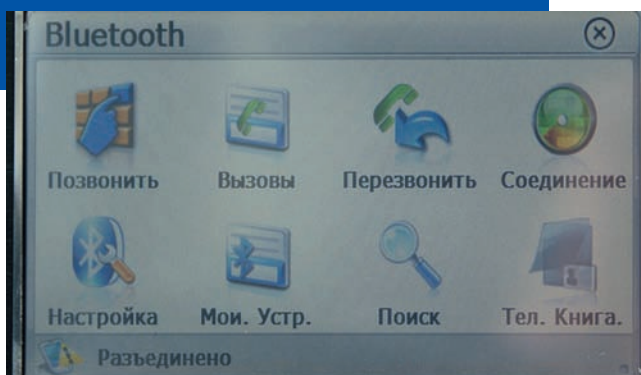 Bluetooth
Позвонить Вызовы Перезвонить Соединение
Настройка Мои. Устр. Поиск Тел. Книга.
Разъединено